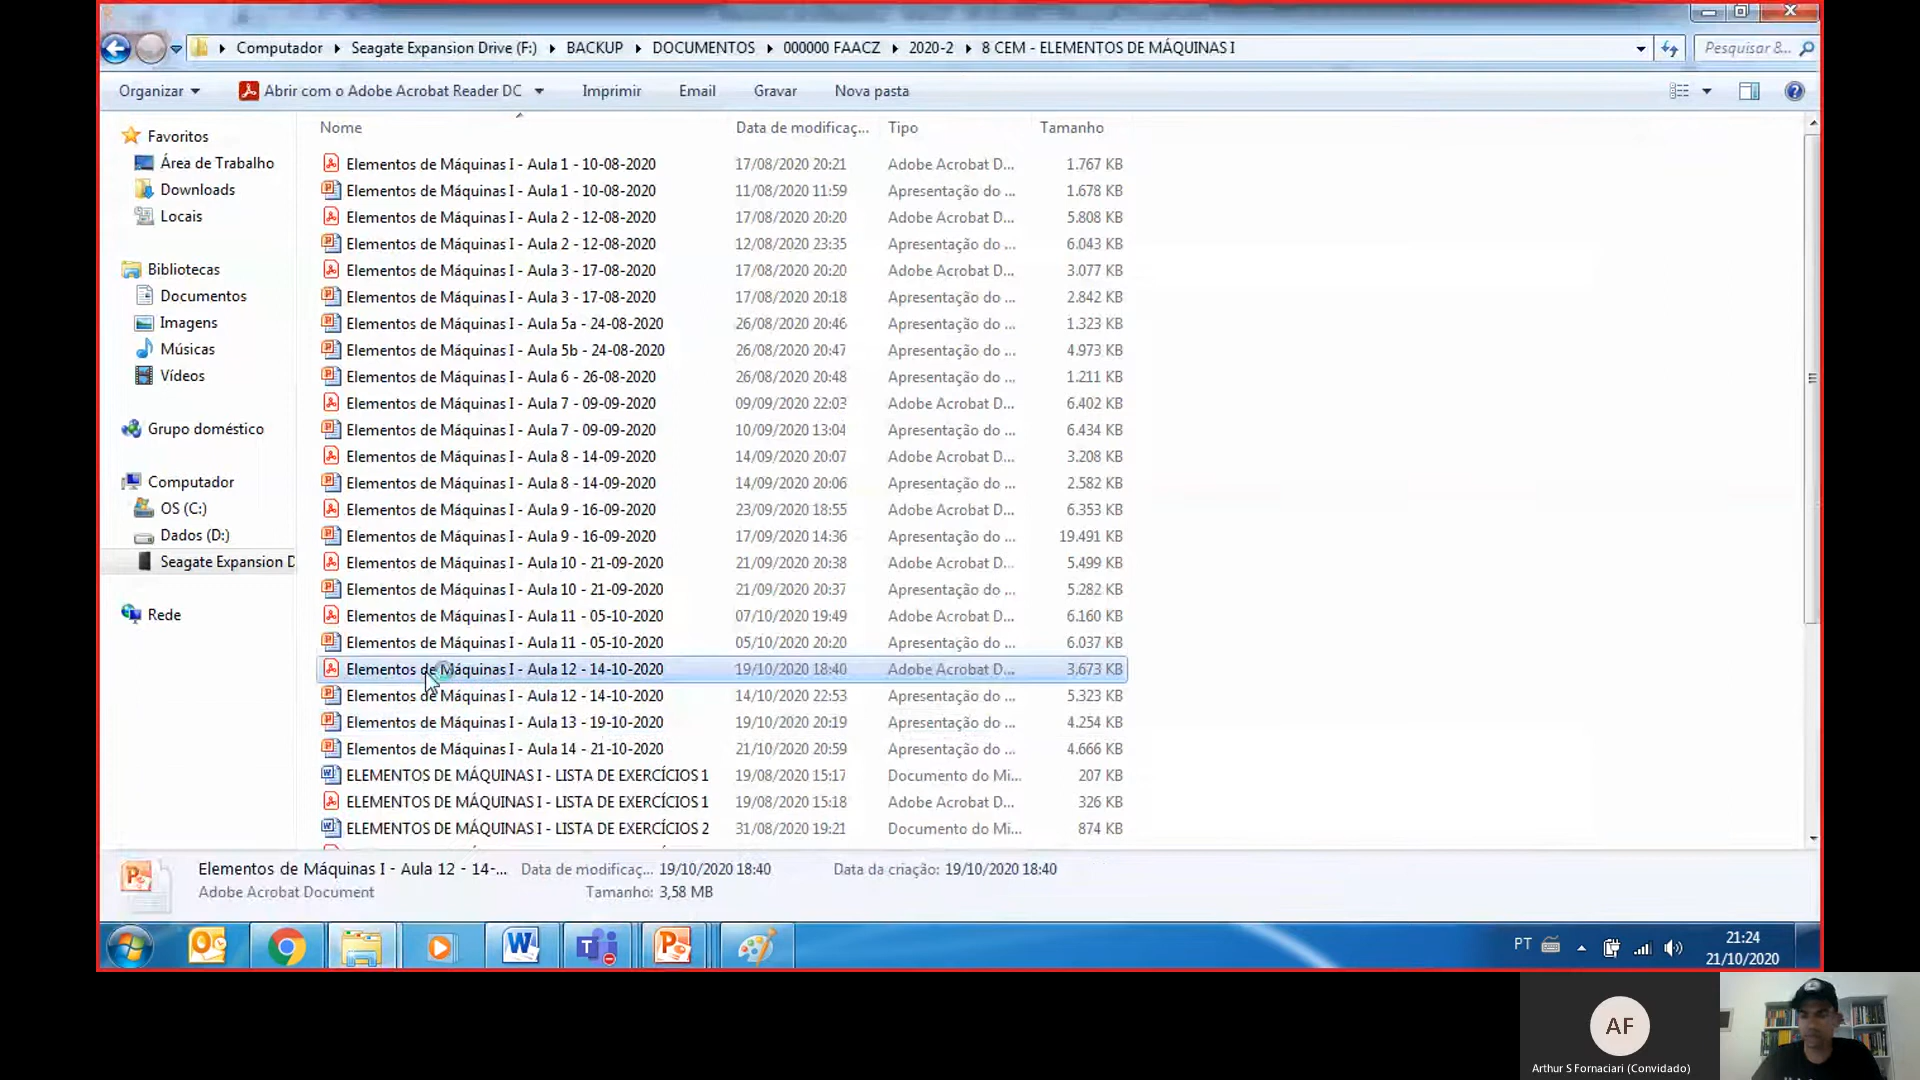 Computador Seagate Expansion Drive (F:) BACKUP DOCUMENTOS 000000 FAACZ 2020-2 8 CEM - ELEMENTOS DE MÁQUINAS I
Pesquisar 8...
Organizar Abrir com o Adobe Acrobat Reader DC Imprimir Email Gravar Nova pasta
Favoritos
Área de Trabalho
Downloads
Locais
Bibliotecas
Documentos
Imagens
Músicas
Vídeos
Grupo doméstico
Computador
OS (C:)
Dados (D:)
Seagate Expansion D
Rede
Nome Data de modificaç... Tipo Tamanho
Elementos de Máquinas I - Aula 1 - 10-08-2020 17/08/2020 20:21 Adobe Acrobat D... 1.767 KB
Elementos de Máquinas I - Aula 1 - 10-08-2020 11/08/2020 11:59 Apresentação do ... 1.678 KB
Elementos de Máquinas I - Aula 2 - 12-08-2020 17/08/2020 20:20 Adobe Acrobat D... 5.808 KB
Elementos de Máquinas I - Aula 2 - 12-08-2020 12/08/2020 23:35 Apresentação do ... 6.043 KB
Elementos de Máquinas I - Aula 3 - 17-08-2020 17/08/2020 20:20 Adobe Acrobat D... 3.077 KB
Elementos de Máquinas I - Aula 3 - 17-08-2020 17/08/2020 20:18 Apresentação do ... 2.842 KB
Elementos de Máquinas I - Aula 5a - 24-08-2020 26/08/2020 20:46 Apresentação do ... 1.323 KB
Elementos de Máquinas I - Aula 5b - 24-08-2020 26/08/2020 20:47 Apresentação do ... 4.973 KB
Elementos de Máquinas I - Aula 6 - 26-08-2020 26/08/2020 20:48 Apresentação do ... 1.211 KB
Elementos de Máquinas I - Aula 7 - 09-09-2020 09/09/2020 22:03 Adobe Acrobat D... 6.402 KB
Elementos de Máquinas I - Aula 7 - 09-09-2020 10/09/2020 13:04 Apresentação do ... 6.434 KB
Elementos de Máquinas I - Aula 8 - 14-09-2020 14/09/2020 20:07 Adobe Acrobat D... 3.208 KB
Elementos de Máquinas I - Aula 8 - 14-09-2020 14/09/2020 20:06 Apresentação do ... 2.582 KB
Elementos de Máquinas I - Aula 9 - 16-09-2020 23/09/2020 18:55 Adobe Acrobat D... 6.353 KB
Elementos de Máquinas I - Aula 9 - 16-09-2020 17/09/2020 14:36 Apresentação do ... 19.491 KB
Elementos de Máquinas I - Aula 10 - 21-09-2020 21/09/2020 20:38 Adobe Acrobat D... 5.499 KB
Elementos de Máquinas I - Aula 10 - 21-09-2020 21/09/2020 20:37 Apresentação do ... 5.282 KB
Elementos de Máquinas I - Aula 11 - 05-10-2020 07/10/2020 19:49 Adobe Acrobat D... 6.160 KB
Elementos de Máquinas I - Aula 11 - 05-10-2020 05/10/2020 20:20 Apresentação do ... 6.037 KB
Elementos de Máquinas I - Aula 12 - 14-10-2020 19/10/2020 18:40 Adobe Acrobat D... 3.673 KB
Elementos de Máquinas I - Aula 12 - 14-10-2020 14/10/2020 22:53 Apresentação do ... 5.323 KB
Elementos de Máquinas I - Aula 13 - 19-10-2020 19/10/2020 20:19 Apresentação do ... 4.254 KB
Elementos de Máquinas I - Aula 14 - 21-10-2020 21/10/2020 20:59 Apresentação do ... 4.666 KB
ELEMENTOS DE MÁQUINAS I - LISTA DE EXERCÍCIOS 1 19/08/2020 15:17 Documento do Mi... 207 KB
ELEMENTOS DE MÁQUINAS I - LISTA DE EXERCÍCIOS 1 19/08/2020 15:18 Adobe Acrobat D... 326 KB
ELEMENTOS DE MÁQUINAS I - LISTA DE EXERCÍCIOS 2 31/08/2020 19:21 Documento do Mi... 874 KB
Elementos de Máquinas I - Aula 12 - 14-... Data de modificaç... 19/10/2020 18:40 Data da criação: 19/10/2020 18:40
Adobe Acrobat Document Tamanho: 3,58 MB
PT
21:24
21/10/2020
AF
Arthur S Fornaciari (Convidado)